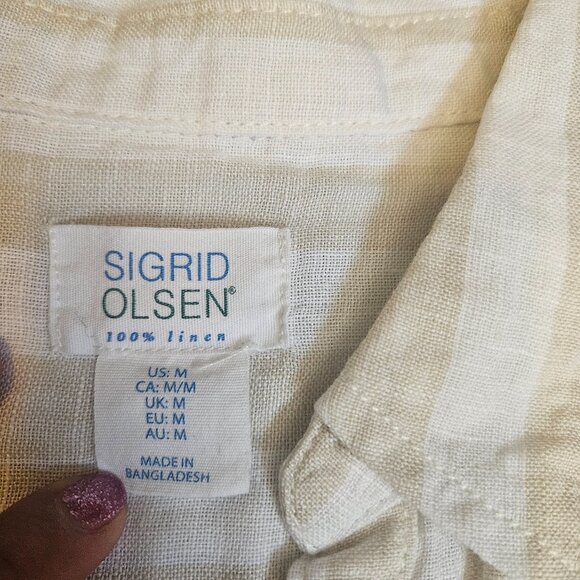 SIGRID
OLSEN®
100% linen
US: M
CA: M/M
UK: M
EU: M
AU: M
MADE IN
BANGLADESH